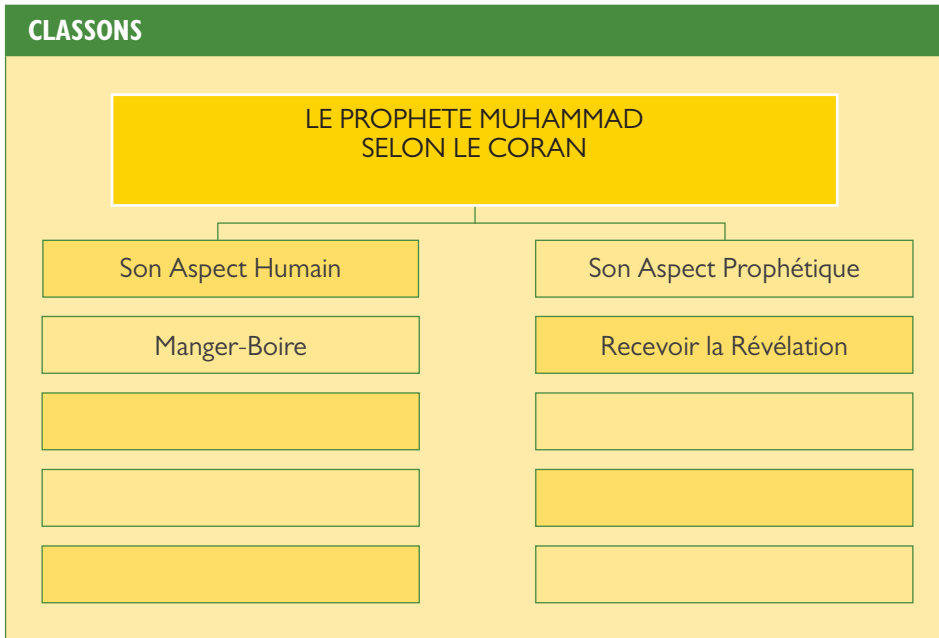 CLASSONS
LE PROPHETE MUHAMMAD
SELON LE CORAN
Son Aspect Humain
Son Aspect Prophétique
Manger-Boire
Recevoir la Révélation